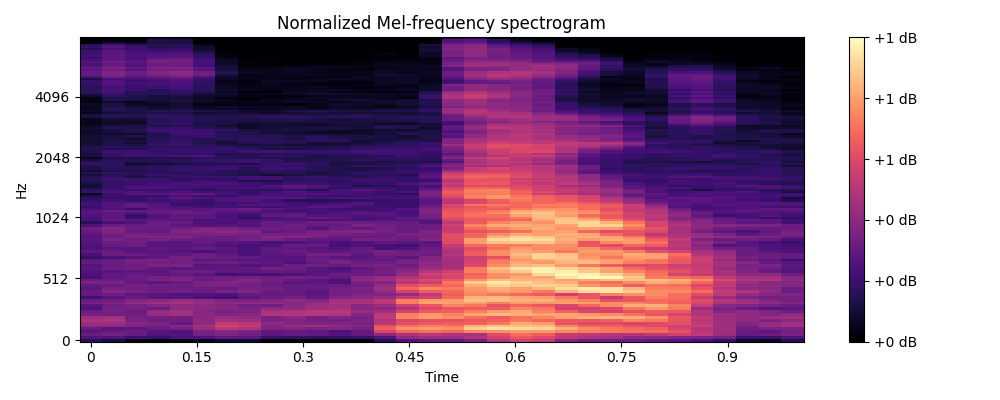 Normalized Mel-frequency spectrogram
Hz
4096
2048
1024
512
0
0 0.15 0.3 0.45 0.6 0.75 0.9
Time
+1 dB
+1 dB
+1 dB
+0 dB
+0 dB
+0 dB